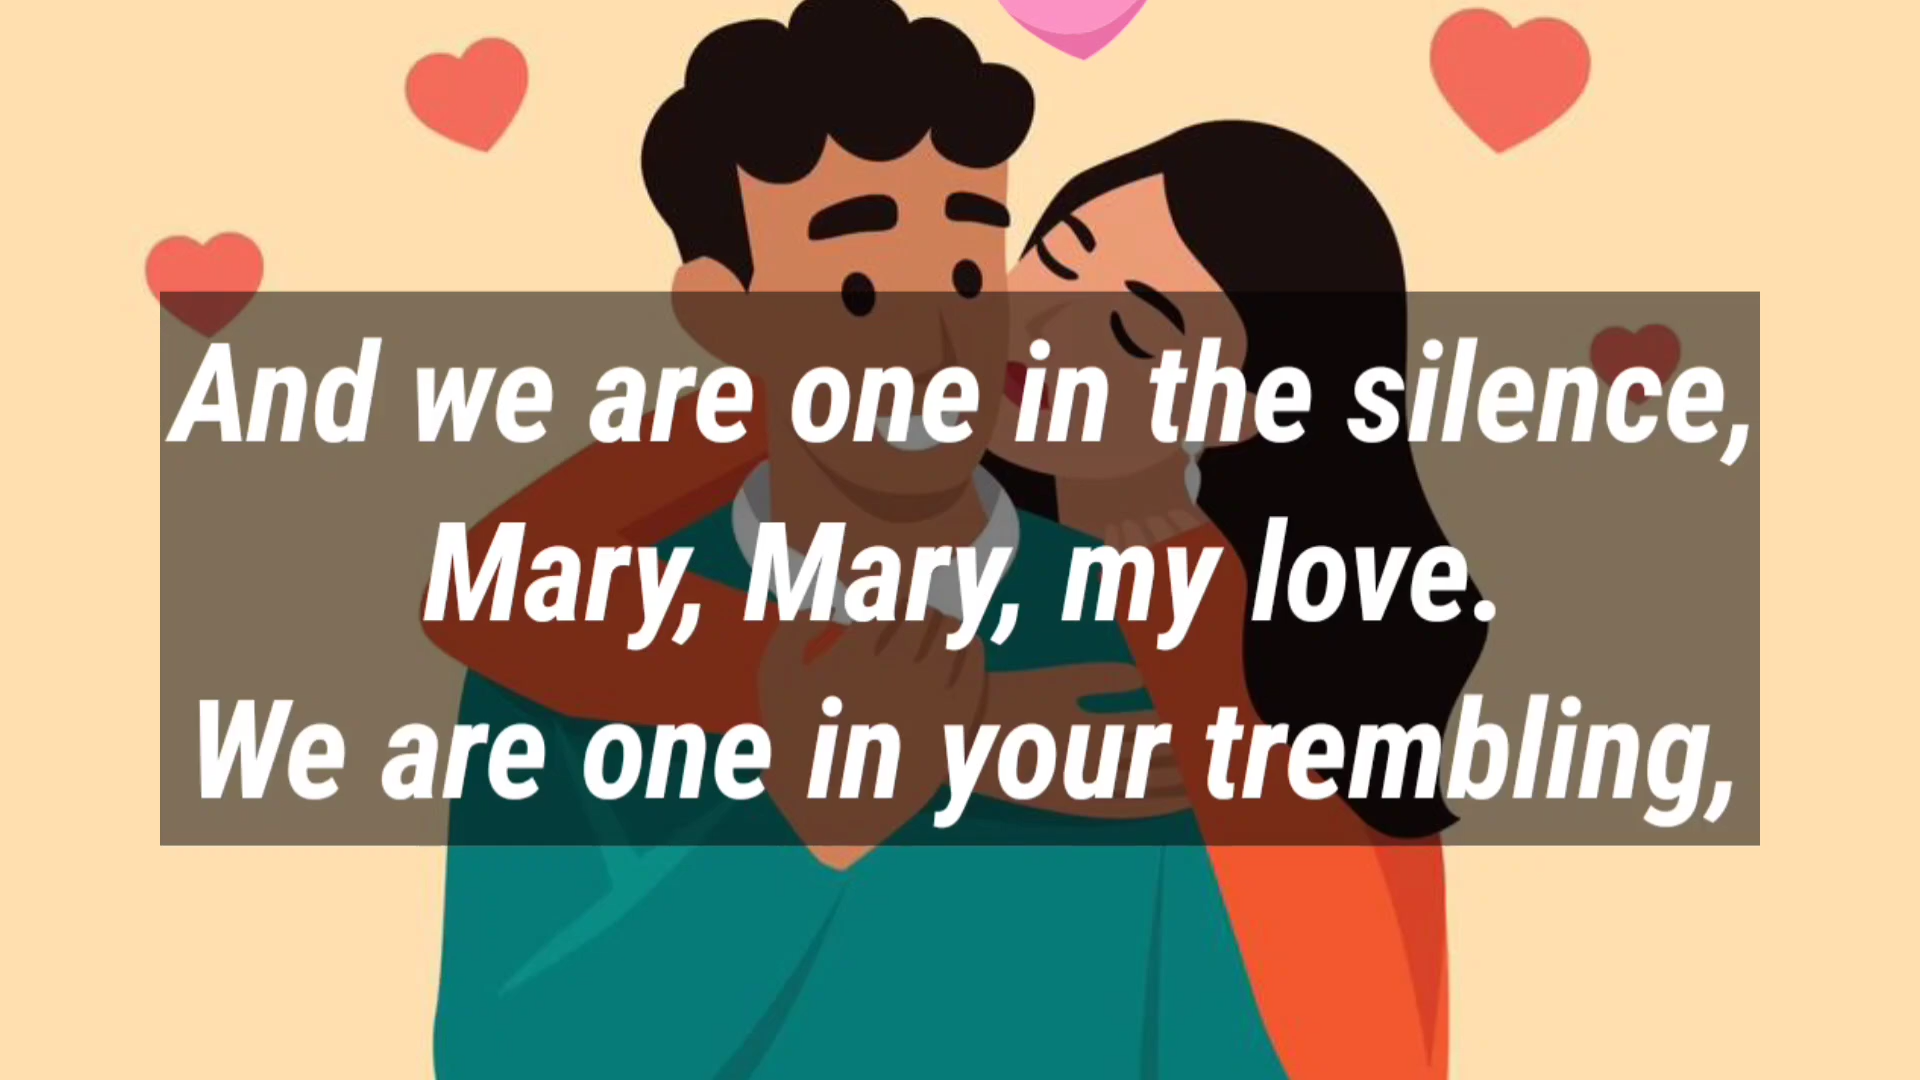 And we are one in the silence,
Mary, Mary, my love.
We are one in your trembling,